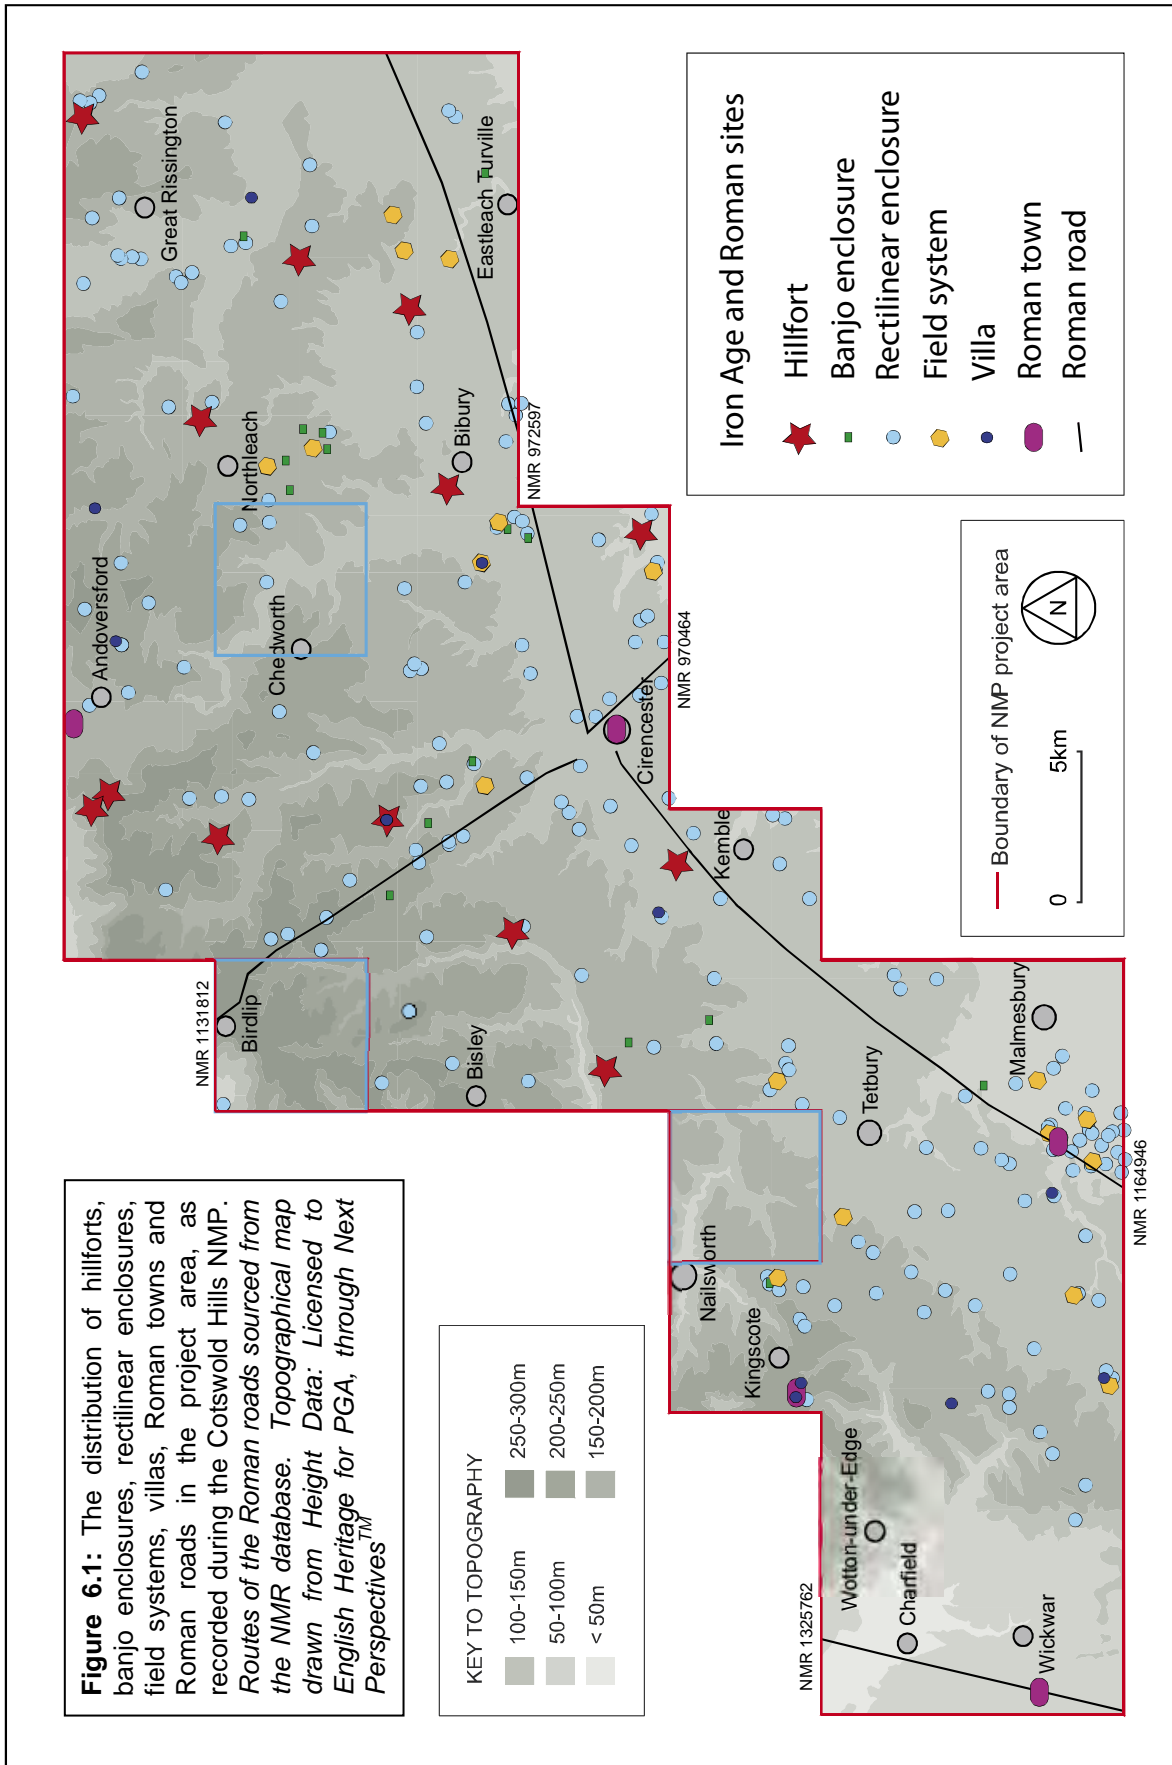 Figure 6.1: The distribution of hillforts,
banjo enclosures, rectilinear enclosures,
field systems, villas, Roman towns and
Roman roads in the project area, as
recorded during the Cotswold Hills NMP.
Routes of the Roman roads sourced from
the NMR database. Topographical map
drawn from Height Data: Licensed to
English Heritage for PGA, through Next
Perspectives™
KEY TO TOPOGRAPHY
100-150m
250-300m
50-100m
200-250m
< 50m
150-200m
NMR 1131812
Birdlip
Bisley
Andoversford
Chedworth
Northleach
Great Rissington
Eastleach Turville
Bibury
NMR 972597
NMR 970464
Cirencester
Kemble
Nailsworth
Kingscote
Tetbury
Malmesbury
NMR 1164946
NMR 1325762
Wotton-under-Edge
Charfield
Wickwar
Iron Age and Roman sites
Hillfort
Banjo enclosure
Rectilinear enclosure
Field system
Villa
Roman town
Roman road
Boundary of NMP project area
0 5km
N